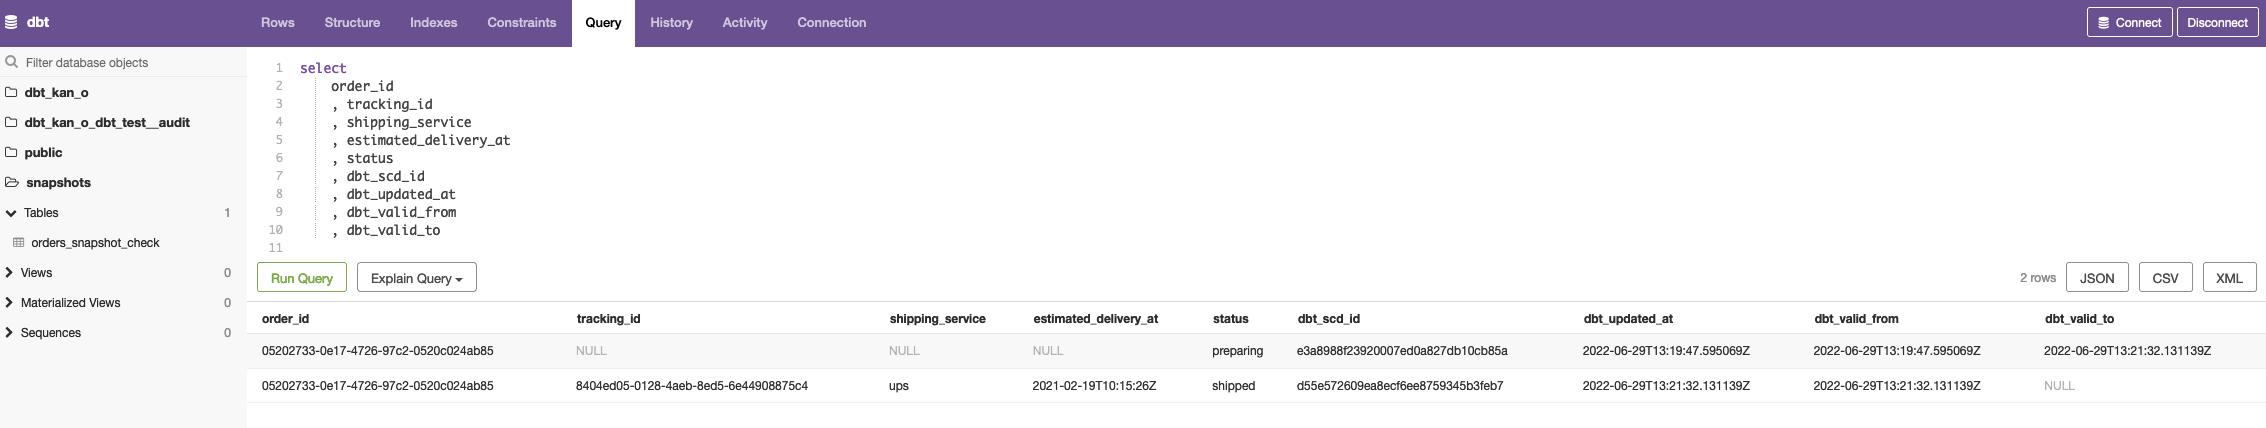 dbt Rows Structure Indexes Constraints Query History Activity Connection Connect Disconnect
Filter database objects
dbt_kan_o
dbt_kan_o_dbt_test__audit
public
snapshots
Tables 1
orders_snapshot_check
Views 0
Materialized Views 0
Sequences 0
1 select
2 order_id
3 , tracking_id
4 , shipping_service
5 , estimated_delivery_at
6 , status
7 , dbt_scd_id
8 , dbt_updated_at
9 , dbt_valid_from
10 , dbt_valid_to
11
Run Query Explain Query 2 rows JSON CSV XML
order_id tracking_id shipping_service estimated_delivery_at status dbt_scd_id dbt_updated_at dbt_valid_from dbt_valid_to
05202733-0e17-4726-97c2-0520c024ab85 NULL NULL NULL preparing e3a8988f23920007ed0a827db10cb85a 2022-06-29T13:19:47.595069Z 2022-06-29T13:19:47.595069Z 2022-06-29T13:21:32.131139Z
05202733-0e17-4726-97c2-0520c024ab85 8404ed05-0128-4aeb-8ed5-6e44908875c4 ups 2021-02-19T10:15:26Z shipped d55e572609ea8ecf6ee8759345b3feb7 2022-06-29T13:21:32.131139Z 2022-06-29T13:21:32.131139Z NULL